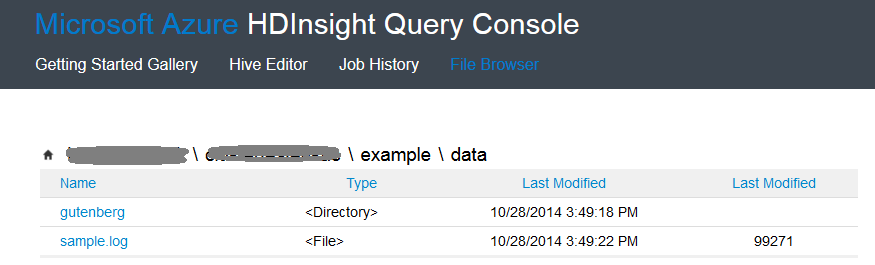 Microsoft Azure HDInsight Query Console
Getting Started Gallery Hive Editor Job History File Browser
\ \ example \ data
Name Type Last Modified Last Modified
gutenberg <Directory> 10/28/2014 3:49:18 PM
sample.log <File> 10/28/2014 3:49:22 PM 99271